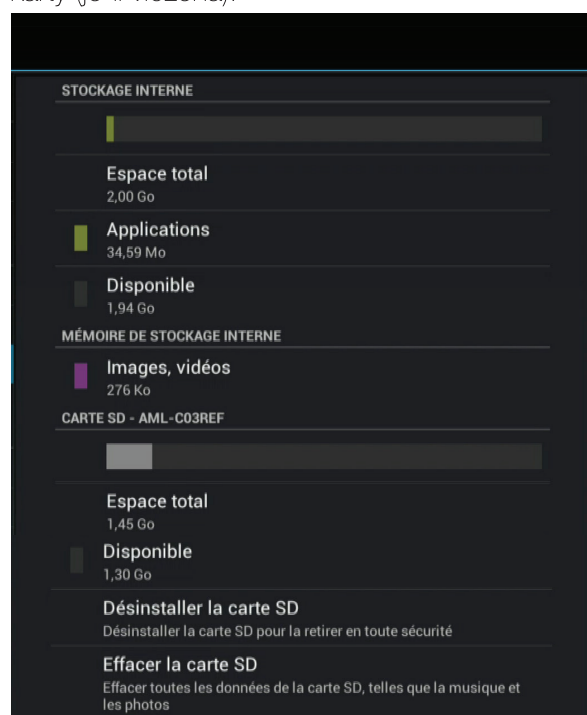 STOCKAGE INTERNE
Espace total
2,00 Go
Applications
34,59 Mo
Disponible
1,94 Go
MÉMOIRE DE STOCKAGE INTERNE
Images, vidéos
276 Ko
CARTE SD - AML-C03REF
Espace total
1,45 Go
Disponible
1,30 Go
Désinstaller la carte SD
Désinstaller la carte SD pour la retirer en toute sécurité
Effacer la carte SD
Effacer toutes les données de la carte SD, telles que la musique et
les photos